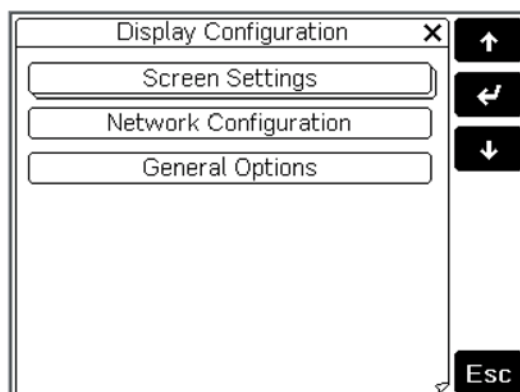 Display Configuration
Screen Settings
Network Configuration
General Options
Esc